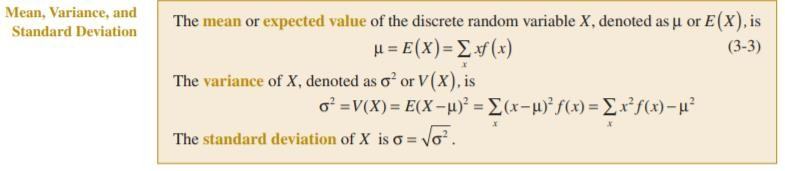 Mean, Variance, and
Standard Deviation
The mean or expected value of the discrete random variable X, denoted as μ or E(X), is
μ = E(X) = ∑ xf(x) (3-3)
x
The variance of X, denoted as σ² or V(X), is
σ² = V(X) = E(X − μ)² = ∑(x − μ)² f(x) = ∑ x² f(x) − μ²
x x
The standard deviation of X is σ = √σ².